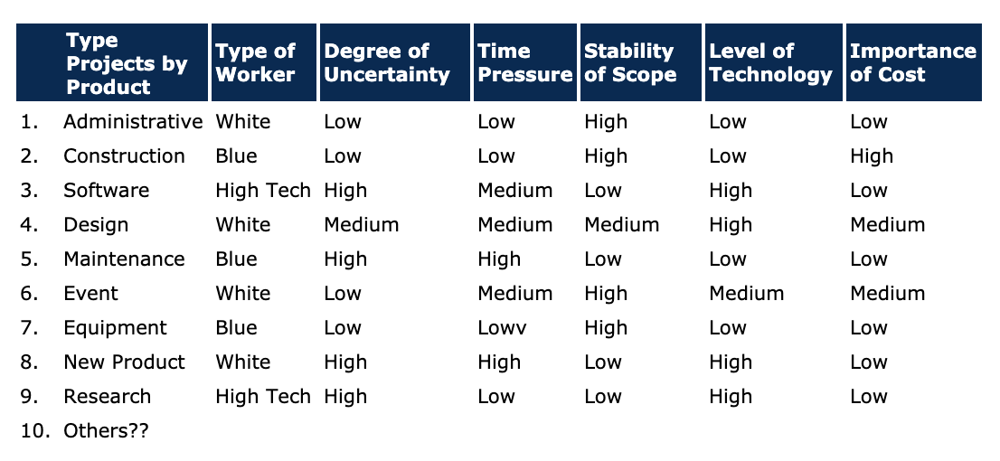 Type Projects by Product Type of Worker Degree of Uncertainty Time Pressure Stability of Scope Level of Technology Importance of Cost
1. Administrative White Low Low High Low Low
2. Construction Blue Low Low High Low High
3. Software High Tech High Medium Low High Low
4. Design White Medium Medium Medium High Medium
5. Maintenance Blue High High Low Low Low
6. Event White Low Medium High Medium Medium
7. Equipment Blue Low Lowv High Low Low
8. New Product White High High Low High Low
9. Research High Tech High Low Low High Low
10. Others??